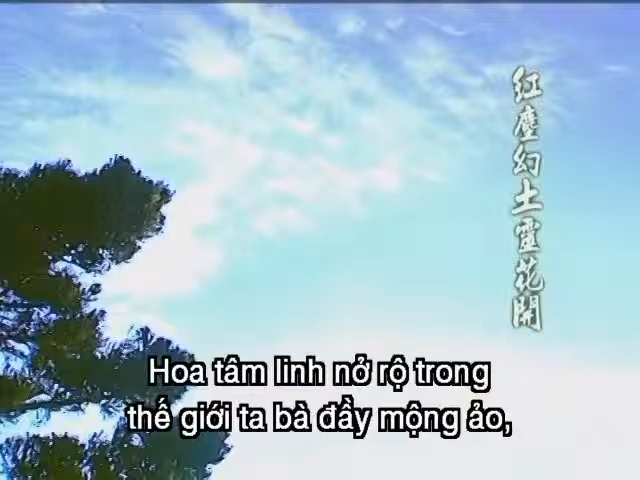 紅塵幻土靈花開
Hoa tâm linh nở rộ trong
thế giới ta bà đầy mộng ảo,